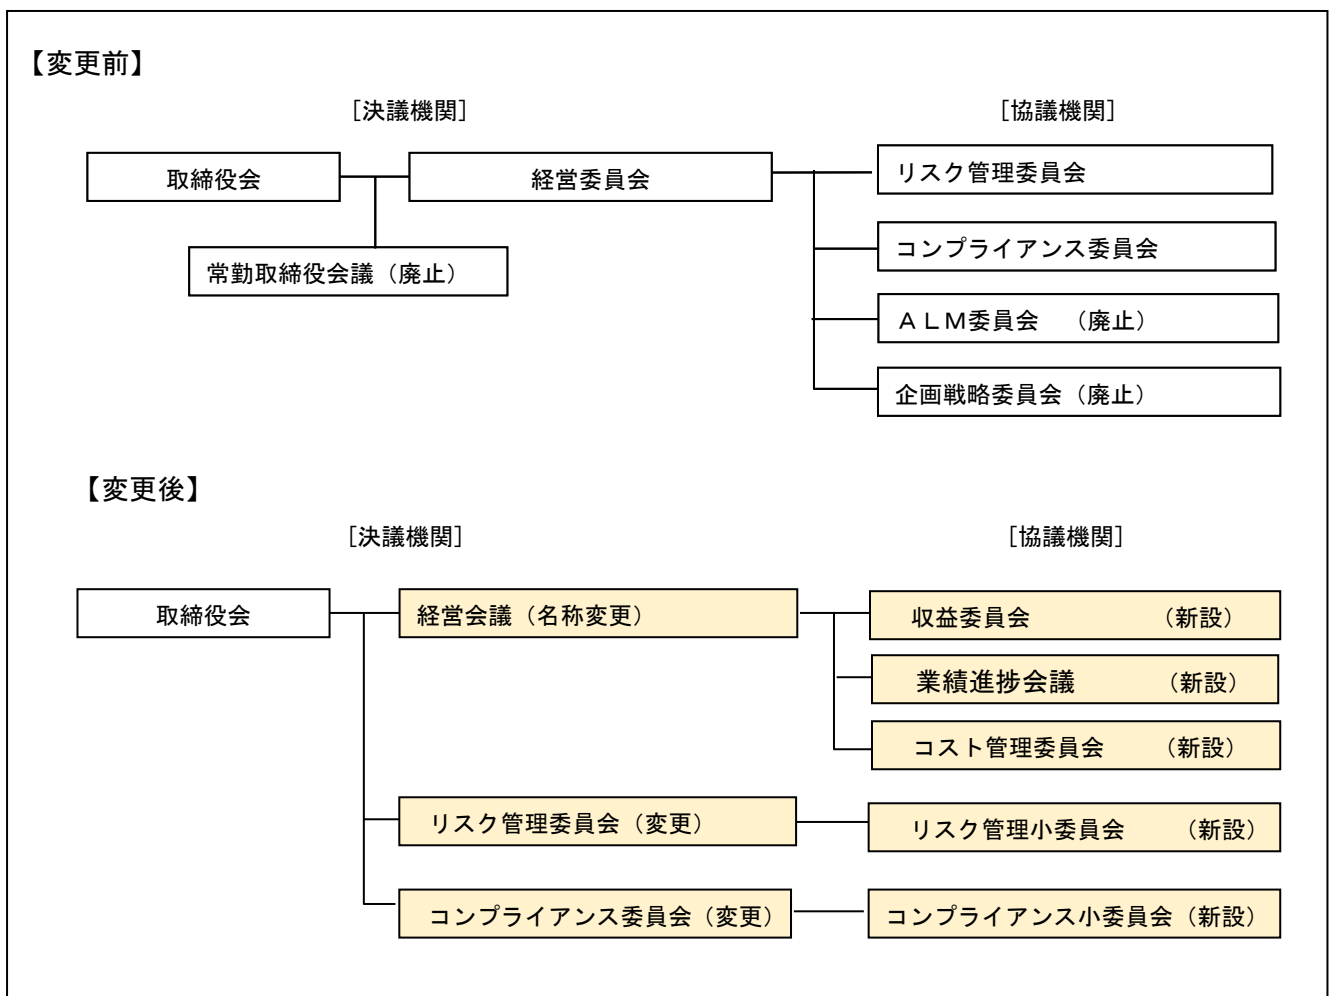 【変更前】
［決議機関］ ［協議機関］
取締役会 経営委員会 リスク管理委員会
コンプライアンス委員会
常勤取締役会議（廃止）
ＡＬＭ委員会 （廃止）
企画戦略委員会（廃止）
【変更後】
［決議機関］ ［協議機関］
取締役会 経営会議（名称変更） 収益委員会 （新設）
業績進捗会議 （新設）
コスト管理委員会 （新設）
リスク管理委員会（変更） リスク管理小委員会 （新設）
コンプライアンス委員会（変更） コンプライアンス小委員会（新設）